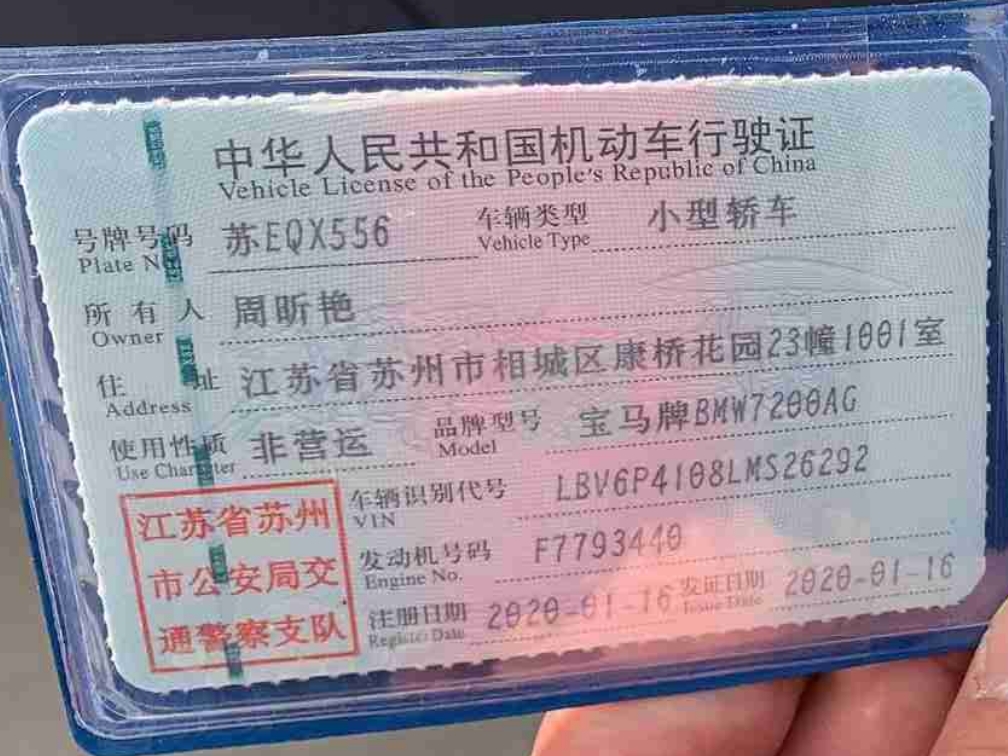 中华人民共和国机动车行驶证
Vehicle License of the People's Republic of China
号牌号码 苏EQX556 车辆类型 小型轿车
Plate N Vehicle Type
所有人 周昕艳
Owner
住址 江苏省苏州市相城区康桥花园23幢1001室
Address
使用性质 非营运 品牌型号 宝马牌BMW7200AG
Use Character Model
江苏省苏州 车辆识别代号 LBV6P4108LMS26292
VIN
市公安局交 发动机号码 F7793440
Engine No.
通警察支队 注册日期 2020-01-16 发证日期 2020-01-16
Register Date Issue Date